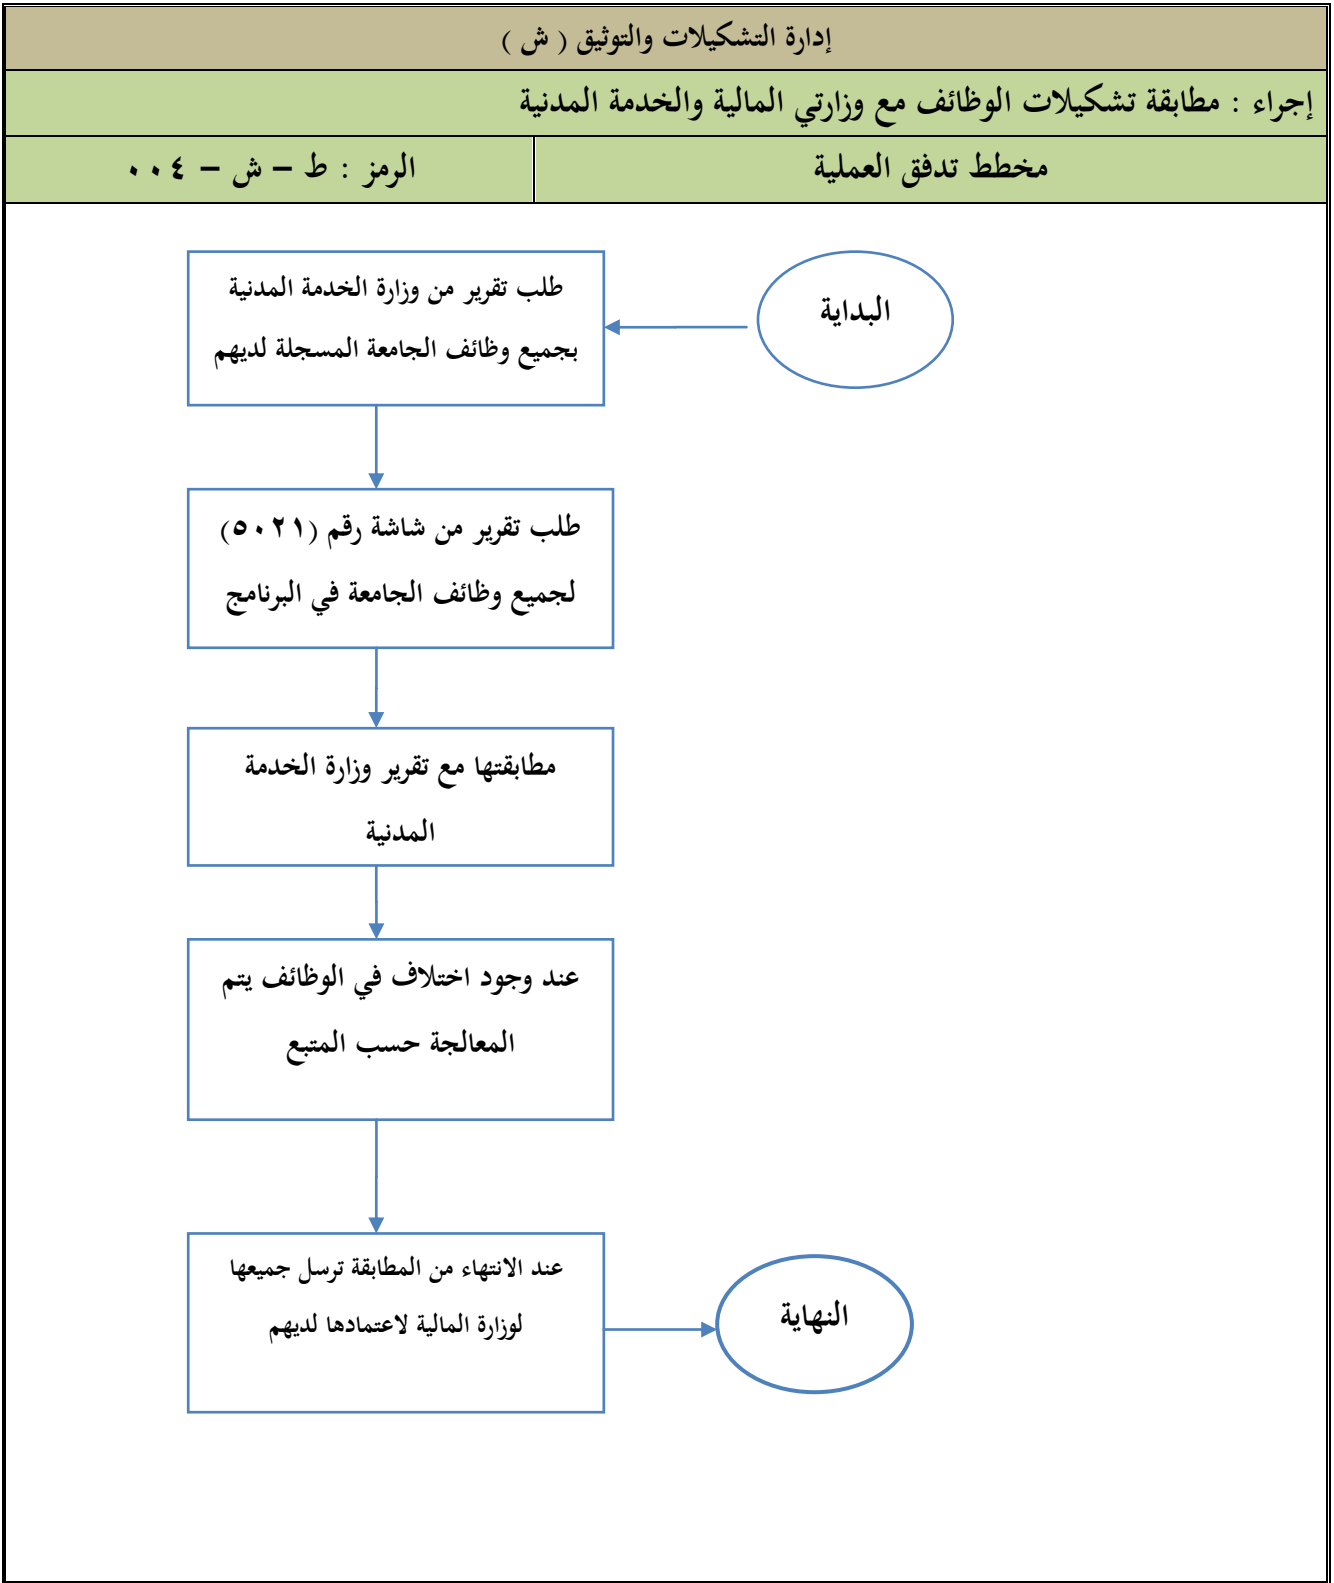 إدارة التشكيلات والتوثيق ( ش )
إجراء : مطابقة تشكيلات الوظائف مع وزارتي المالية والخدمة المدنية
مخطط تدفق العملية
الرمز : ط – ش – ٠٠٤
البداية
طلب تقرير من وزارة الخدمة المدنية
بجميع وظائف الجامعة المسجلة لديهم
طلب تقرير من شاشة رقم (٥٠٢١)
لجميع وظائف الجامعة في البرنامج
مطابقتها مع تقرير وزارة الخدمة
المدنية
عند وجود اختلاف في الوظائف يتم
المعالجة حسب المتبع
عند الانتهاء من المطابقة ترسل جميعها
لوزارة المالية لاعتمادها لديهم
النهاية